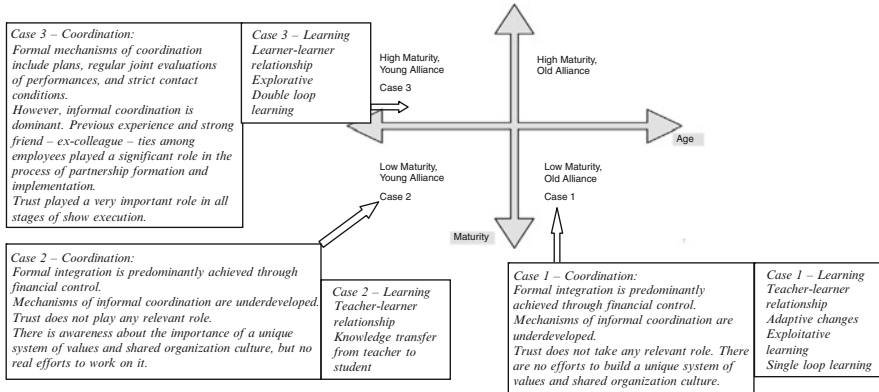 Case 3 – Coordination:
Formal mechanisms of coordination
include plans, regular joint evaluations
of performances, and strict contact
conditions.
However, informal coordination is
dominant. Previous experience and strong
friend – ex-colleague – ties among
employees played a significant role in the
process of partnership formation and
implementation.
Trust played a very important role in all
stages of show execution.
Case 3 – Learning
Learner-learner
relationship
Explorative
Double loop
learning
High Maturity,
Young Alliance
Case 3
High Maturity,
Old Alliance
Age
Low Maturity,
Young Alliance
Case 2
Low Maturity,
Old Alliance
Case 1
Maturity
Case 2 – Coordination:
Formal integration is predominantly achieved through
financial control.
Mechanisms of informal coordination are underdeveloped.
Trust does not play any relevant role.
There is awareness about the importance of a unique
system of values and shared organization culture, but no
real efforts to work on it.
Case 2 – Learning
Teacher-learner
relationship
Knowledge transfer
from teacher to
student
Case 1 – Coordination:
Formal integration is predominantly
achieved through financial control.
Mechanisms of informal coordination are
underdeveloped.
Trust does not take any relevant role. There
are no efforts to build a unique system of
values and shared organization culture.
Case 1 – Learning
Teacher-learner
relationship
Adaptive changes
Exploitative
learning
Single loop learning